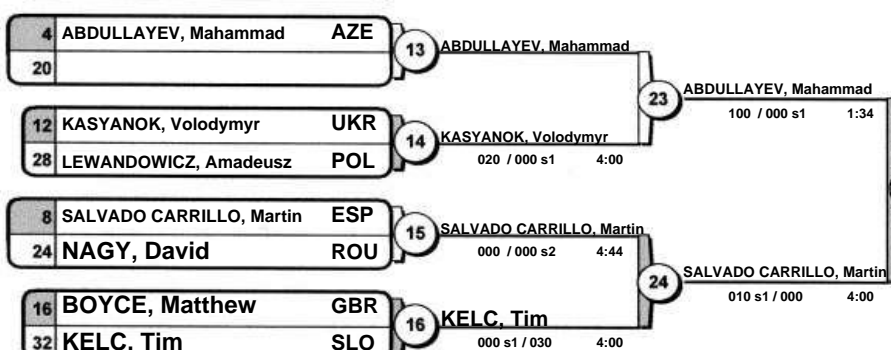 4 ABDULLAYEV, Mahammad AZE
20
13
ABDULLAYEV, Mahammad
12 KASYANOK, Volodymyr UKR
28 LEWANDOWICZ, Amadeusz POL
14
KASYANOK, Volodymyr
020 / 000 s1 4:00
23
ABDULLAYEV, Mahammad
100 / 000 s1 1:34
8 SALVADO CARRILLO, Martin ESP
24 NAGY, David ROU
15
SALVADO CARRILLO, Martin
000 / 000 s2 4:44
16 BOYCE, Matthew GBR
32 KELC, Tim SLO
16
KELC, Tim
000 s1 / 030 4:00
24
SALVADO CARRILLO, Martin
010 s1 / 000 4:00